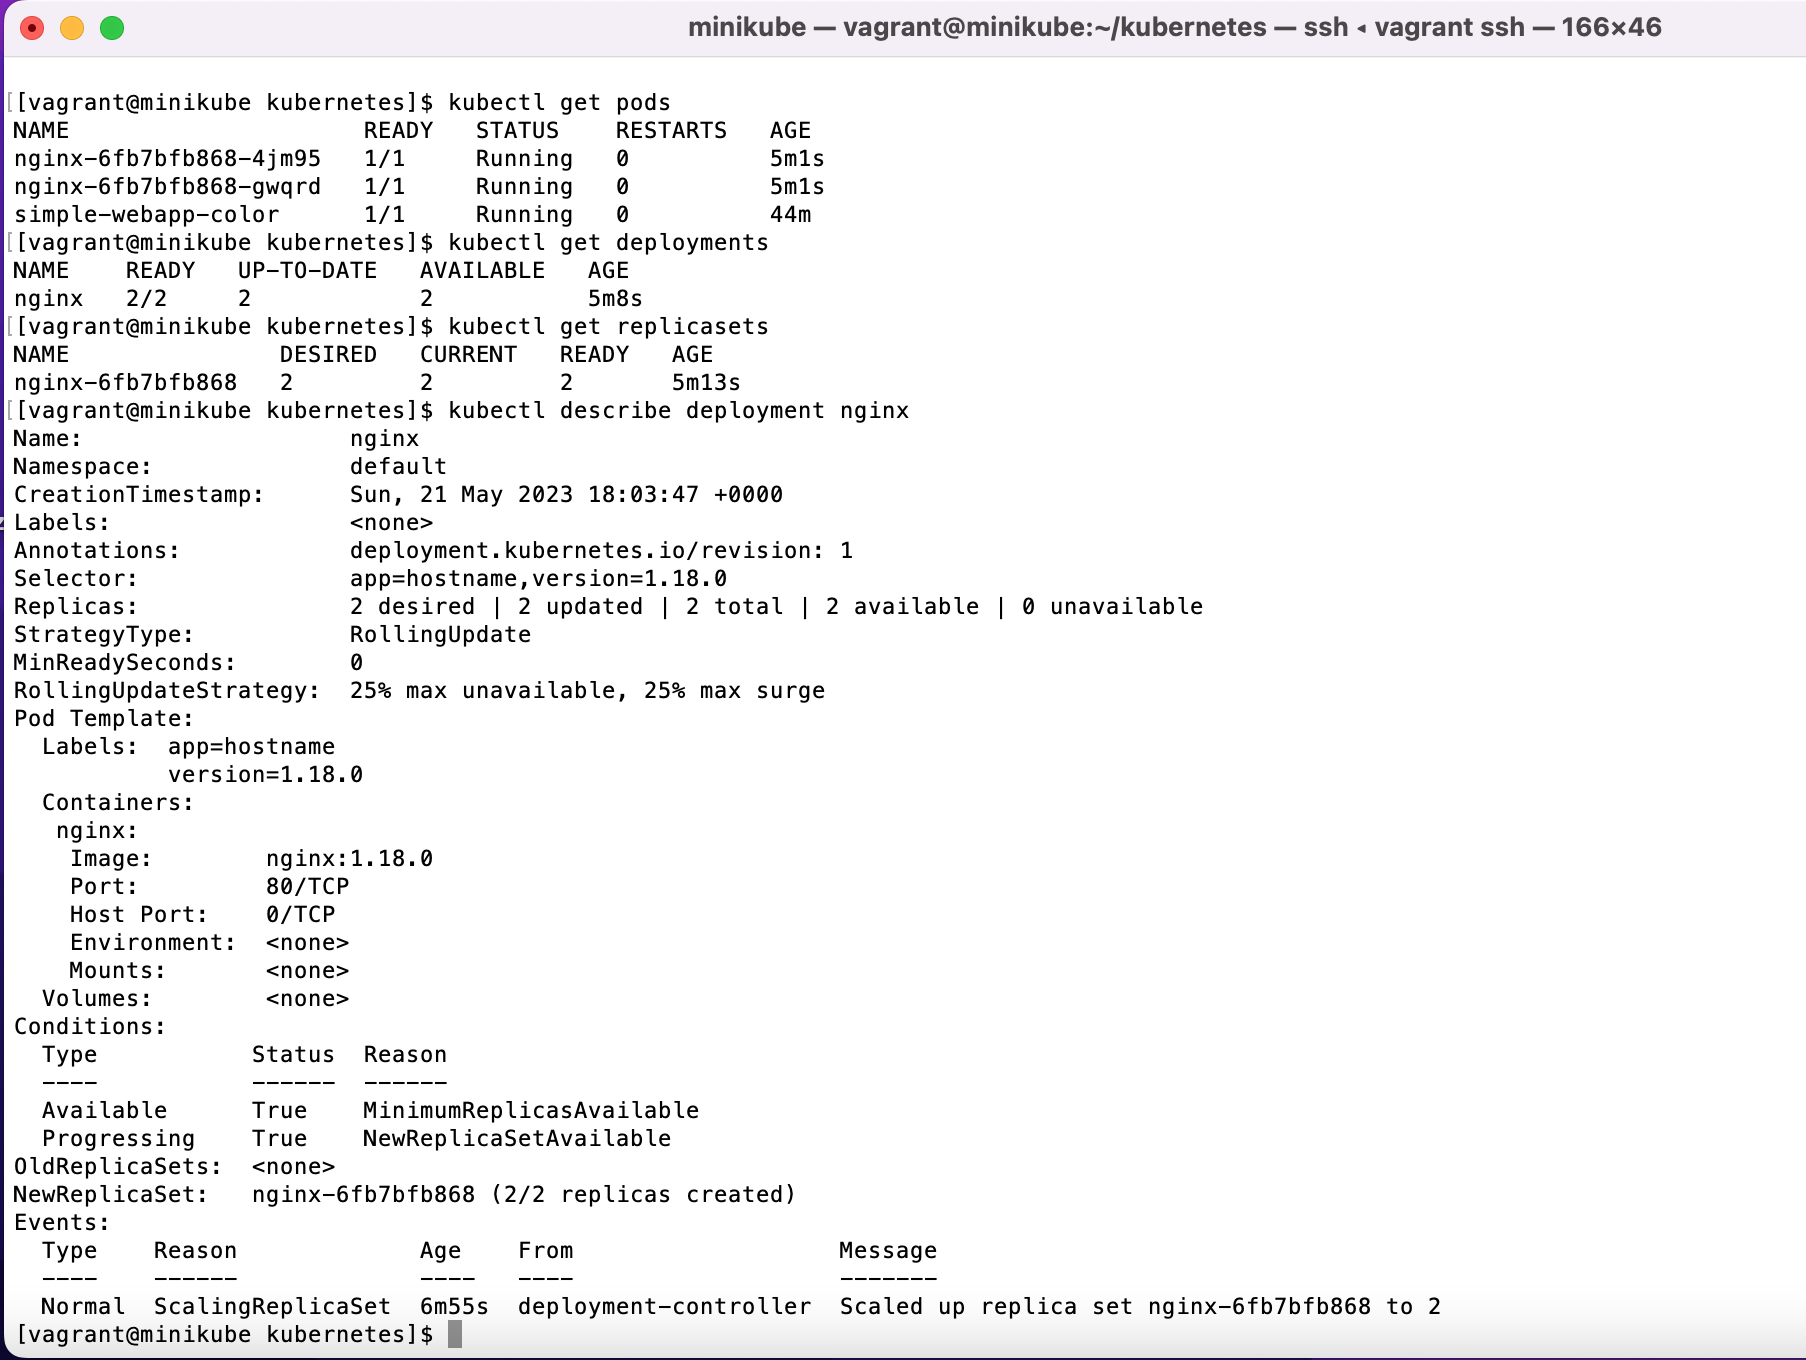 minikube — vagrant@minikube:~/kubernetes — ssh ◂ vagrant ssh — 166×46
[[vagrant@minikube kubernetes]$ kubectl get pods
NAME                     READY   STATUS    RESTARTS   AGE
nginx-6fb7bfb868-4jm95   1/1     Running   0          5m1s
nginx-6fb7bfb868-gwqrd   1/1     Running   0          5m1s
simple-webapp-color      1/1     Running   0          44m
[[vagrant@minikube kubernetes]$ kubectl get deployments
NAME    READY   UP-TO-DATE   AVAILABLE   AGE
nginx   2/2     2            2           5m8s
[[vagrant@minikube kubernetes]$ kubectl get replicasets
NAME               DESIRED   CURRENT   READY   AGE
nginx-6fb7bfb868   2         2         2       5m13s
[[vagrant@minikube kubernetes]$ kubectl describe deployment nginx
Name:                   nginx
Namespace:              default
CreationTimestamp:      Sun, 21 May 2023 18:03:47 +0000
Labels:                 <none>
Annotations:            deployment.kubernetes.io/revision: 1
Selector:               app=hostname,version=1.18.0
Replicas:               2 desired | 2 updated | 2 total | 2 available | 0 unavailable
StrategyType:           RollingUpdate
MinReadySeconds:        0
RollingUpdateStrategy:  25% max unavailable, 25% max surge
Pod Template:
  Labels:  app=hostname
           version=1.18.0
  Containers:
   nginx:
    Image:        nginx:1.18.0
    Port:         80/TCP
    Host Port:    0/TCP
    Environment:  <none>
    Mounts:       <none>
  Volumes:        <none>
Conditions:
  Type           Status  Reason
  ----           ------  ------
  Available      True    MinimumReplicasAvailable
  Progressing    True    NewReplicaSetAvailable
OldReplicaSets:  <none>
NewReplicaSet:   nginx-6fb7bfb868 (2/2 replicas created)
Events:
  Type    Reason             Age    From                   Message
  ----    ------             ----   ----                   -------
  Normal  ScalingReplicaSet  6m55s  deployment-controller  Scaled up replica set nginx-6fb7bfb868 to 2
[vagrant@minikube kubernetes]$